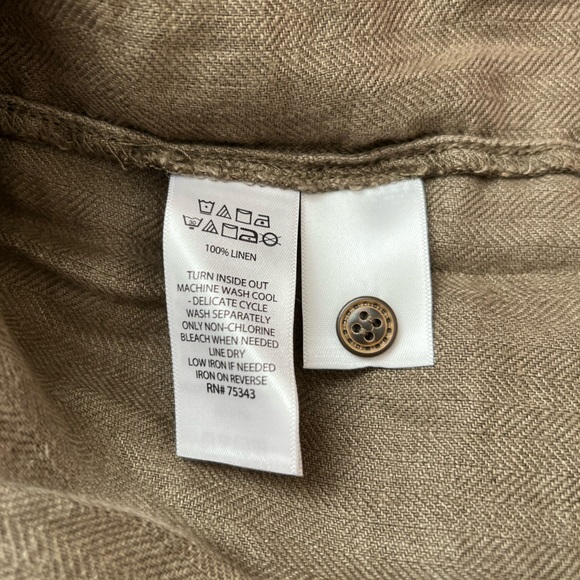 100% LINEN
TURN INSIDE OUT
MACHINE WASH COOL
- DELICATE CYCLE
WASH SEPARATELY
ONLY NON-CHLORINE
BLEACH WHEN NEEDED
LINE DRY
LOW IRON IF NEEDED
IRON ON REVERSE
RN# 75343